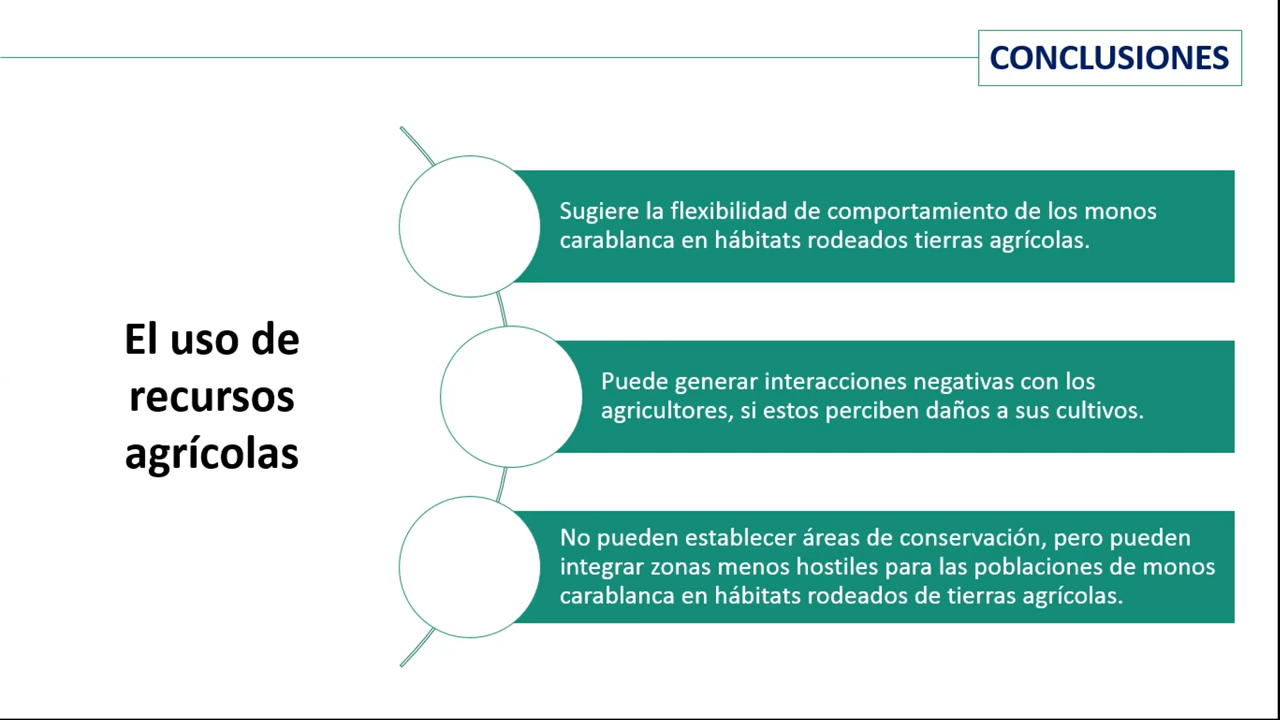 CONCLUSIONES
El uso de
recursos
agrícolas
Sugiere la flexibilidad de comportamiento de los monos
carablanca en hábitats rodeados tierras agrícolas.
Puede generar interacciones negativas con los
agricultores, si estos perciben daños a sus cultivos.
No pueden establecer áreas de conservación, pero pueden
integrar zonas menos hostiles para las poblaciones de monos
carablanca en hábitats rodeados de tierras agrícolas.